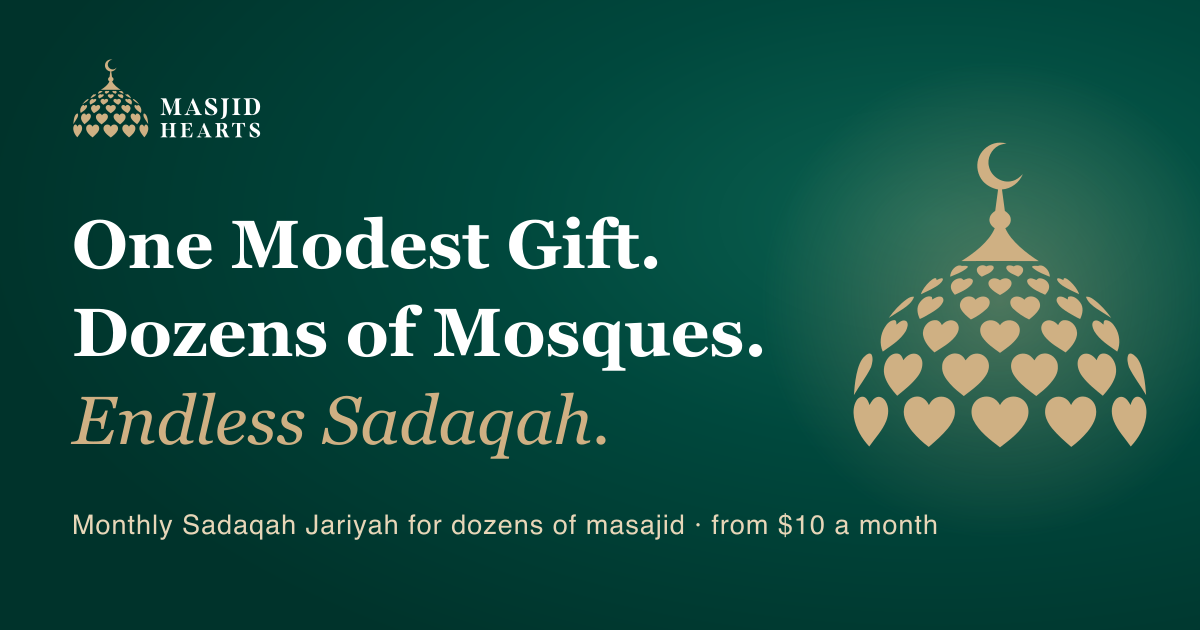 MASJID
HEARTS
One Modest Gift.
Dozens of Mosques.
Endless Sadaqah.
Monthly Sadaqah Jariyah for dozens of masajid · from $10 a month